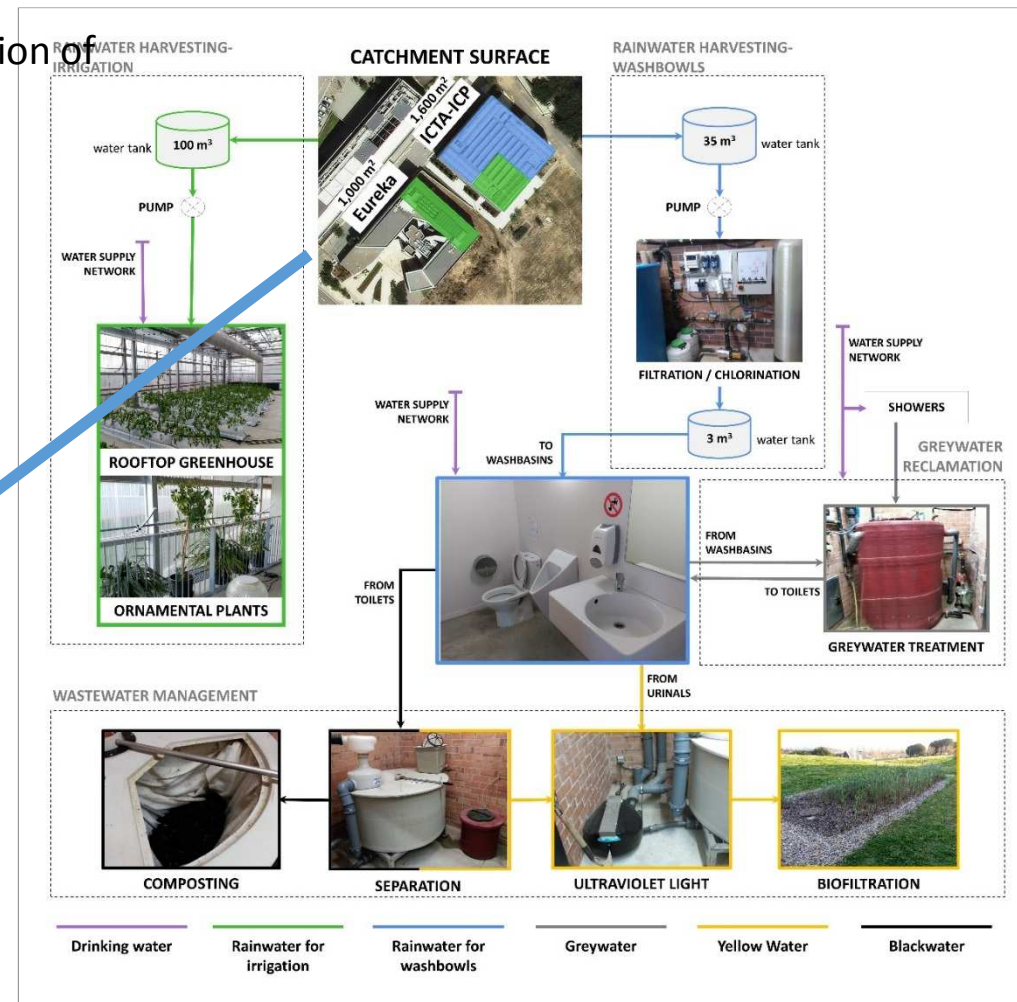 ion of
RAINWATER HARVESTING-
IRRIGATION
CATCHMENT SURFACE
RAINWATER HARVESTING-
WASHBOWLS
1,600 m²
ICTA-ICP
1,000 m²
Eureka
water tank
100 m³
35 m³
water tank
PUMP
PUMP
WATER SUPPLY
NETWORK
FILTRATION / CHLORINATION
WATER SUPPLY
NETWORK
WATER SUPPLY
NETWORK
SHOWERS
3 m³
water tank
TO
WASHBASINS
GREYWATER
RECLAMATION
ROOFTOP GREENHOUSE
ORNAMENTAL PLANTS
FROM
WASHBASINS
TO TOILETS
FROM
TOILETS
GREYWATER TREATMENT
FROM
URINALS
WASTEWATER MANAGEMENT
COMPOSTING
SEPARATION
ULTRAVIOLET LIGHT
BIOFILTRATION
Drinking water
Rainwater for
irrigation
Rainwater for
washbowls
Greywater
Yellow Water
Blackwater